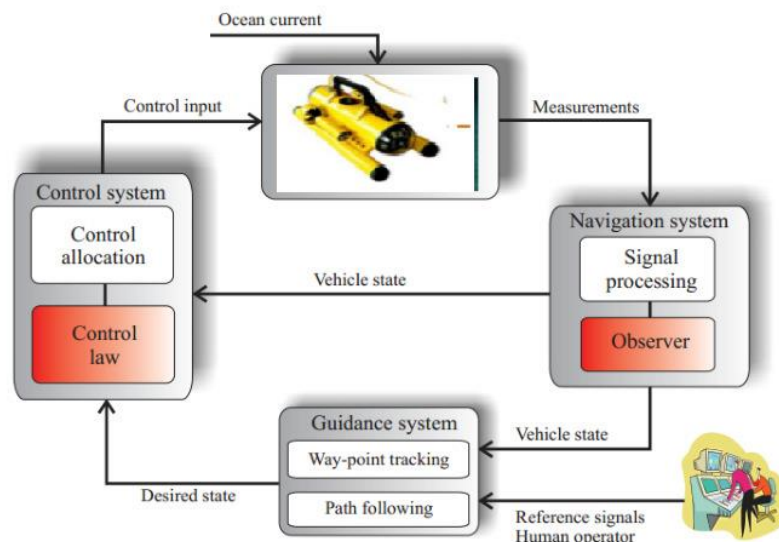 Ocean current
Control input
Measurements
Control system
Control
allocation
Control
law
Navigation system
Signal
processing
Observer
Vehicle state
Guidance system
Way-point tracking
Path following
Vehicle state
Desired state
Reference signals
Human operator